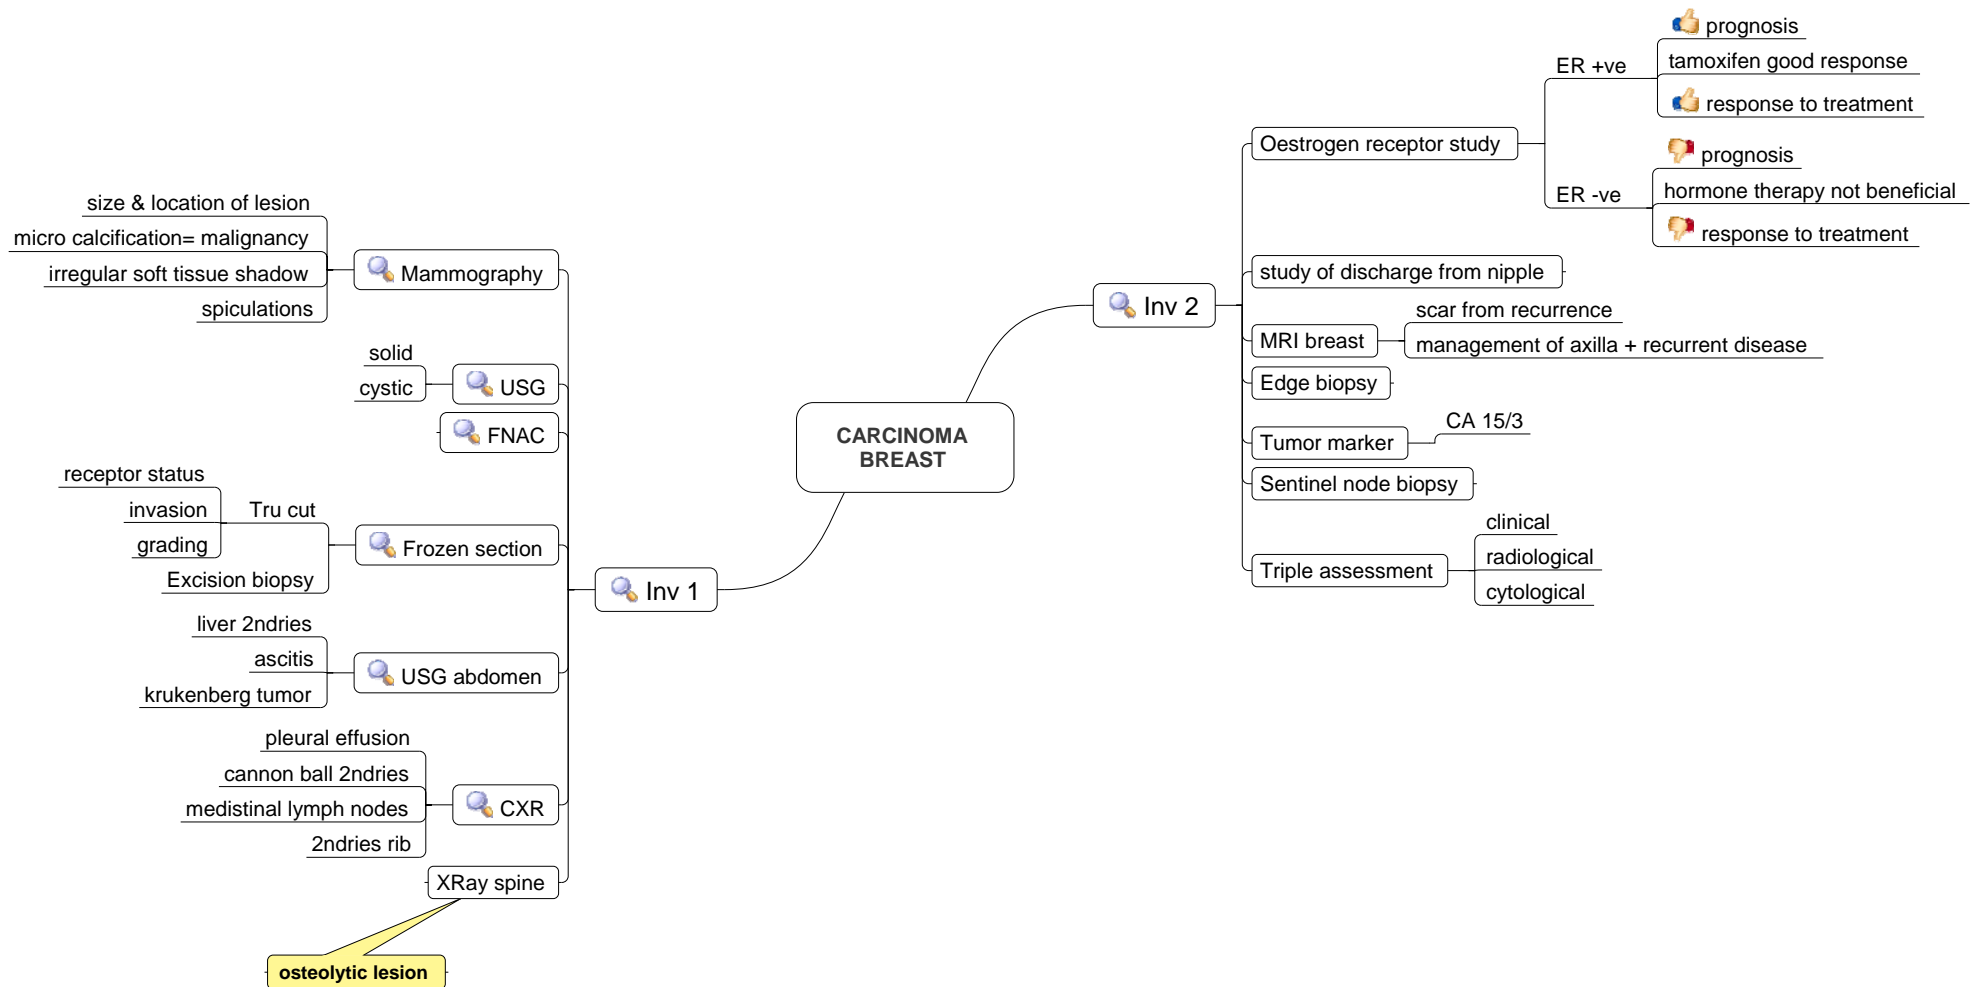 CARCINOMA
BREAST
Inv 1
Mammography
size & location of lesion
micro calcification= malignancy
irregular soft tissue shadow
spiculations
USG
solid
cystic
FNAC
Frozen section
Tru cut
receptor status
invasion
grading
Excision biopsy
USG abdomen
liver 2ndries
ascitis
krukenberg tumor
CXR
pleural effusion
cannon ball 2ndries
medistinal lymph nodes
2ndries rib
XRay spine
osteolytic lesion
Inv 2
Oestrogen receptor study
ER +ve
prognosis
tamoxifen good response
response to treatment
ER -ve
prognosis
hormone therapy not beneficial
response to treatment
study of discharge from nipple
MRI breast
scar from recurrence
management of axilla + recurrent disease
Edge biopsy
Tumor marker
CA 15/3
Sentinel node biopsy
Triple assessment
clinical
radiological
cytological